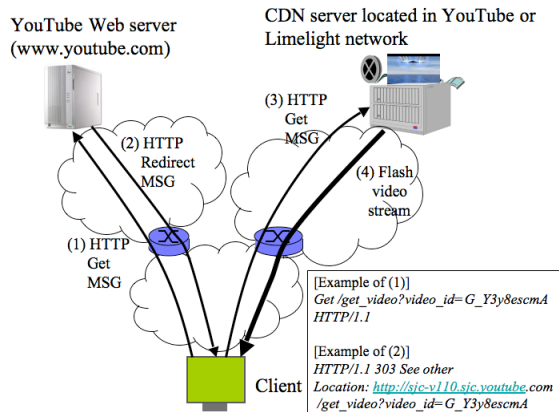 YouTube Web server
(www.youtube.com)
CDN server located in YouTube or
Limelight network
(3) HTTP
Get
MSG
(2) HTTP
Redirect
MSG
(4) Flash
video
stream
(1) HTTP
Get
MSG
Client
[Example of (1)]
Get /get_video?video_id=G_Y3y8escmA
HTTP/1.1
[Example of (2)]
HTTP/1.1 303 See other
Location: http://sjc-v110.sjc.youtube.com
/get_video?video_id=G_Y3y8escmA